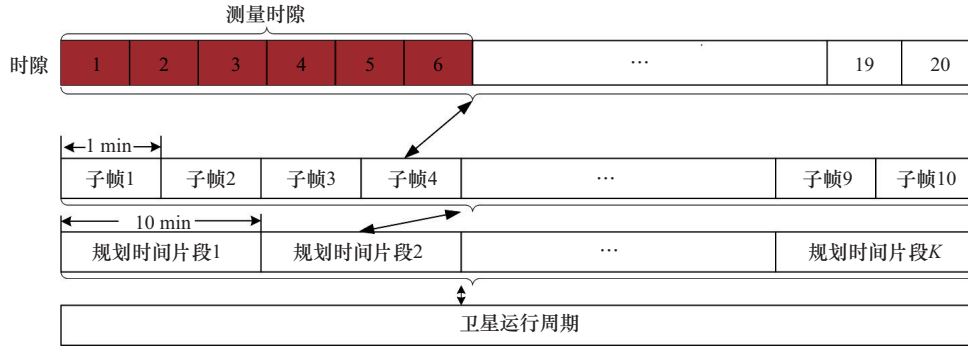 测量时隙
时隙 1 2 3 4 5 6 … 19 20
1 min
子帧1 子帧2 子帧3 子帧4 … 子帧9 子帧10
10 min
规划时间片段1 规划时间片段2 … 规划时间片段K
卫星运行周期